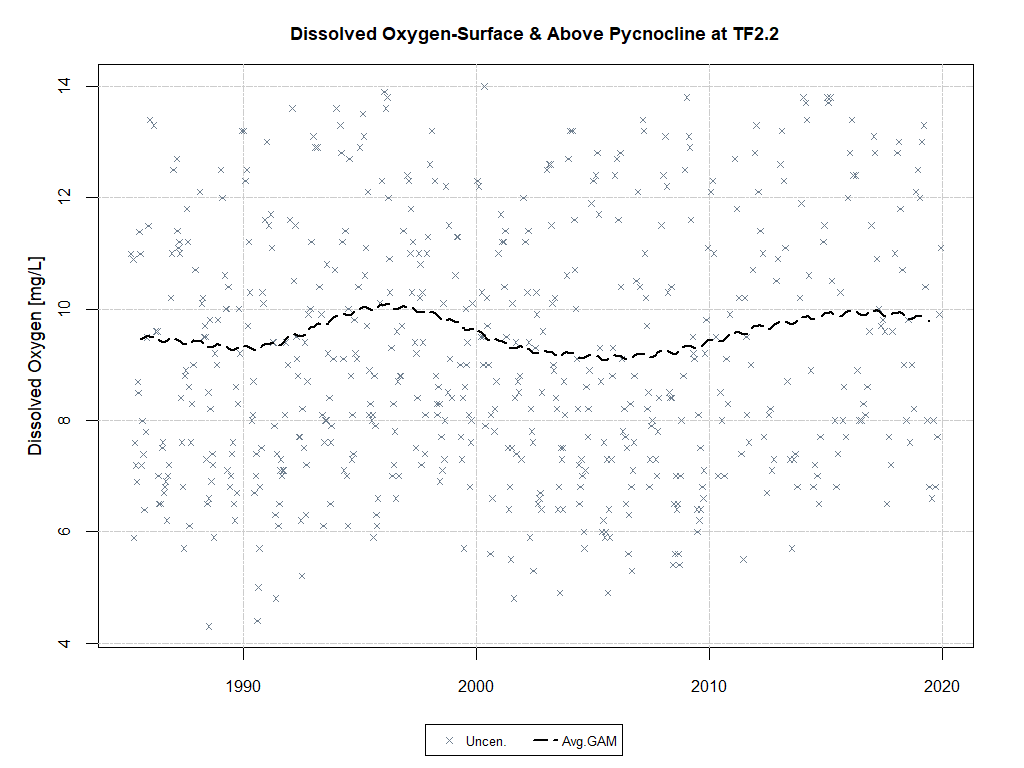 Dissolved Oxygen-Surface & Above Pycnocline at TF2.2
Dissolved Oxygen [mg/L]
14
12
10
8
6
4
1990 2000 2010 2020
Uncen. Avg.GAM